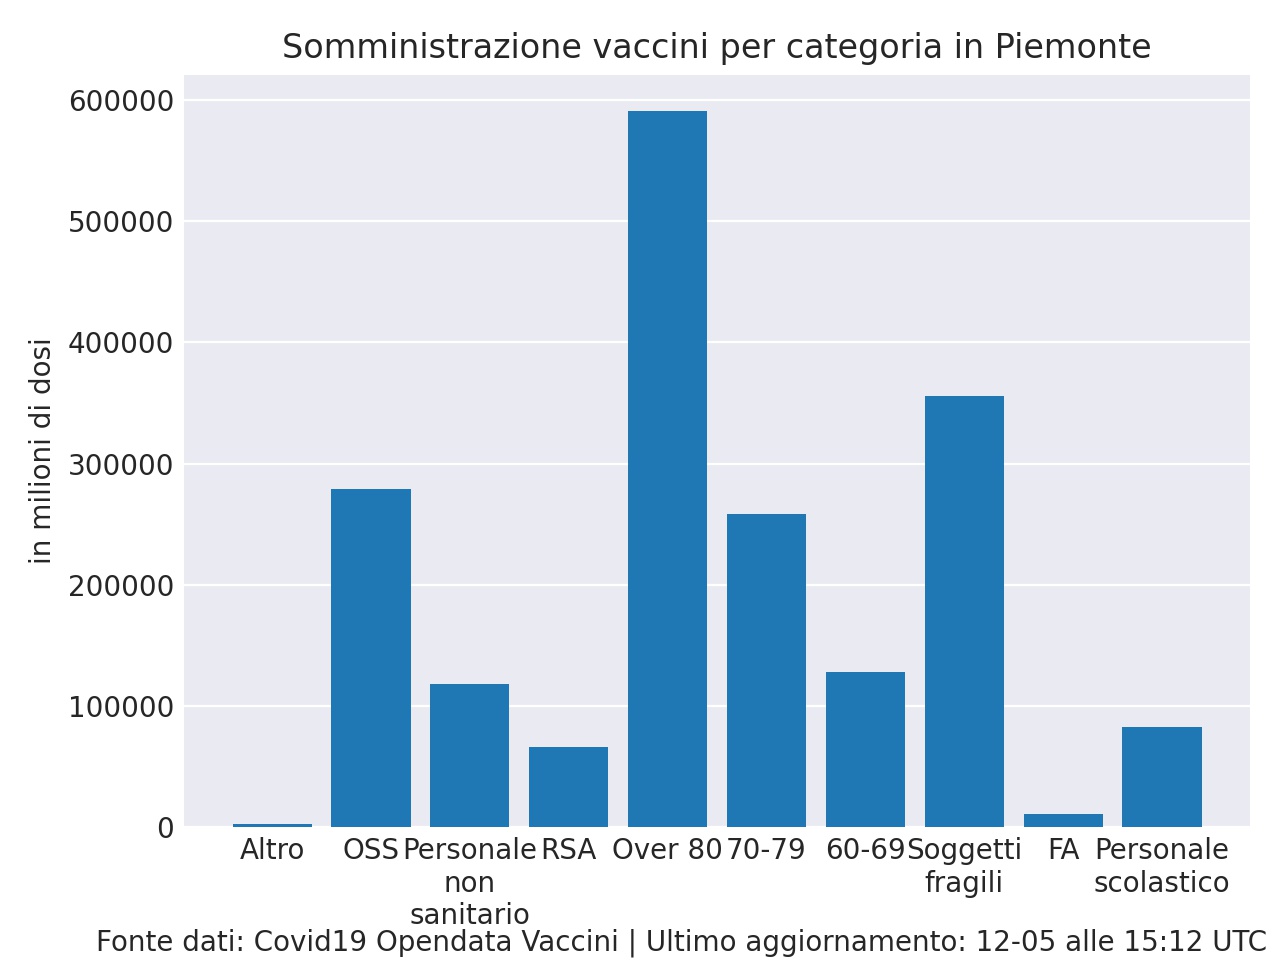 Somministrazione vaccini per categoria in Piemonte
600000
500000
400000
300000
200000
100000
0
in milioni di dosi
Altro
OSS
Personale
non
sanitario
RSA
Over 80
70-79
60-69
Soggetti
fragili
FA
Personale
scolastico
Fonte dati: Covid19 Opendata Vaccini | Ultimo aggiornamento: 12-05 alle 15:12 UTC